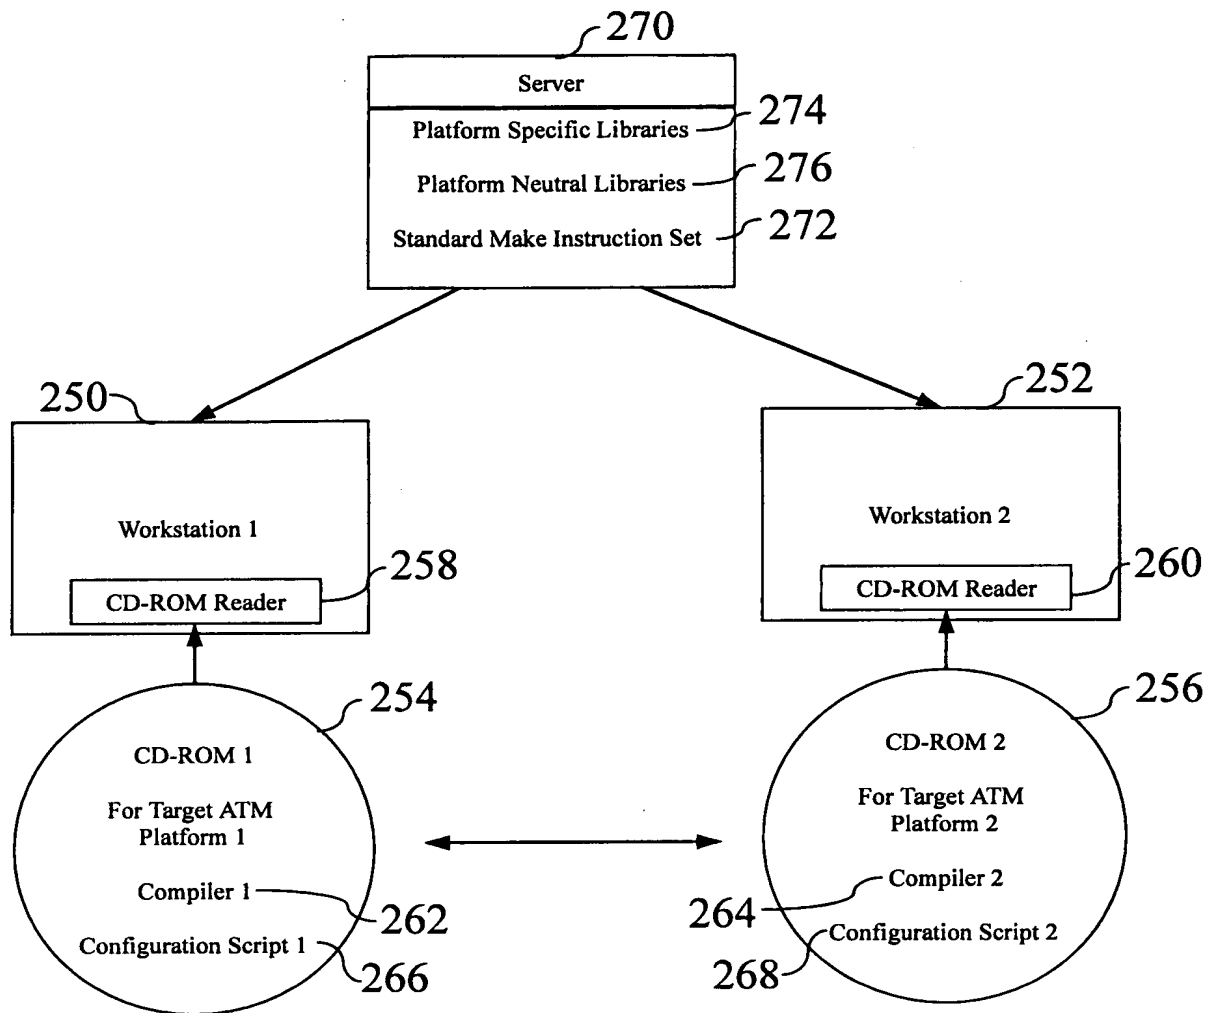 270
Server
Platform Specific Libraries 274
Platform Neutral Libraries 276
Standard Make Instruction Set 272
250
252
Workstation 1
CD-ROM Reader 258
Workstation 2
CD-ROM Reader 260
254
CD-ROM 1
For Target ATM
Platform 1
Compiler 1 262
Configuration Script 1 266
256
CD-ROM 2
For Target ATM
Platform 2
Compiler 2 264
Configuration Script 2 268